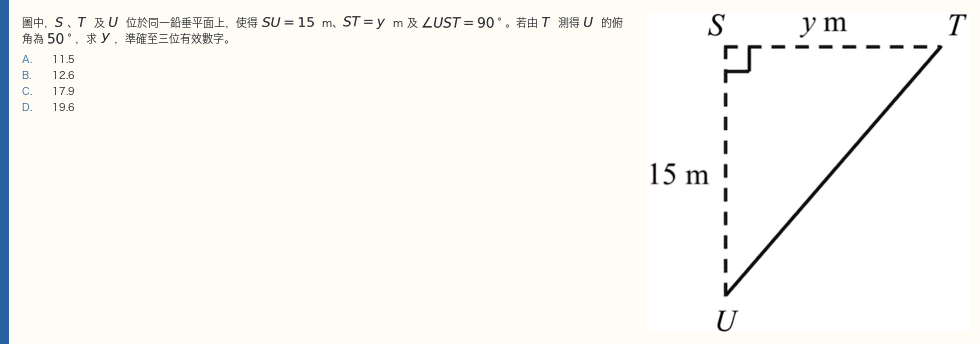 圖中，S、T 及 U 位於同一鉛垂平面上，使得 SU = 15 m、ST = y m 及 ∠UST = 90°。若由 T 測得 U 的俯
角為 50°，求 y，準確至三位有效數字。
A. 11.5
B. 12.6
C. 17.9
D. 19.6
S y m T
15 m
U